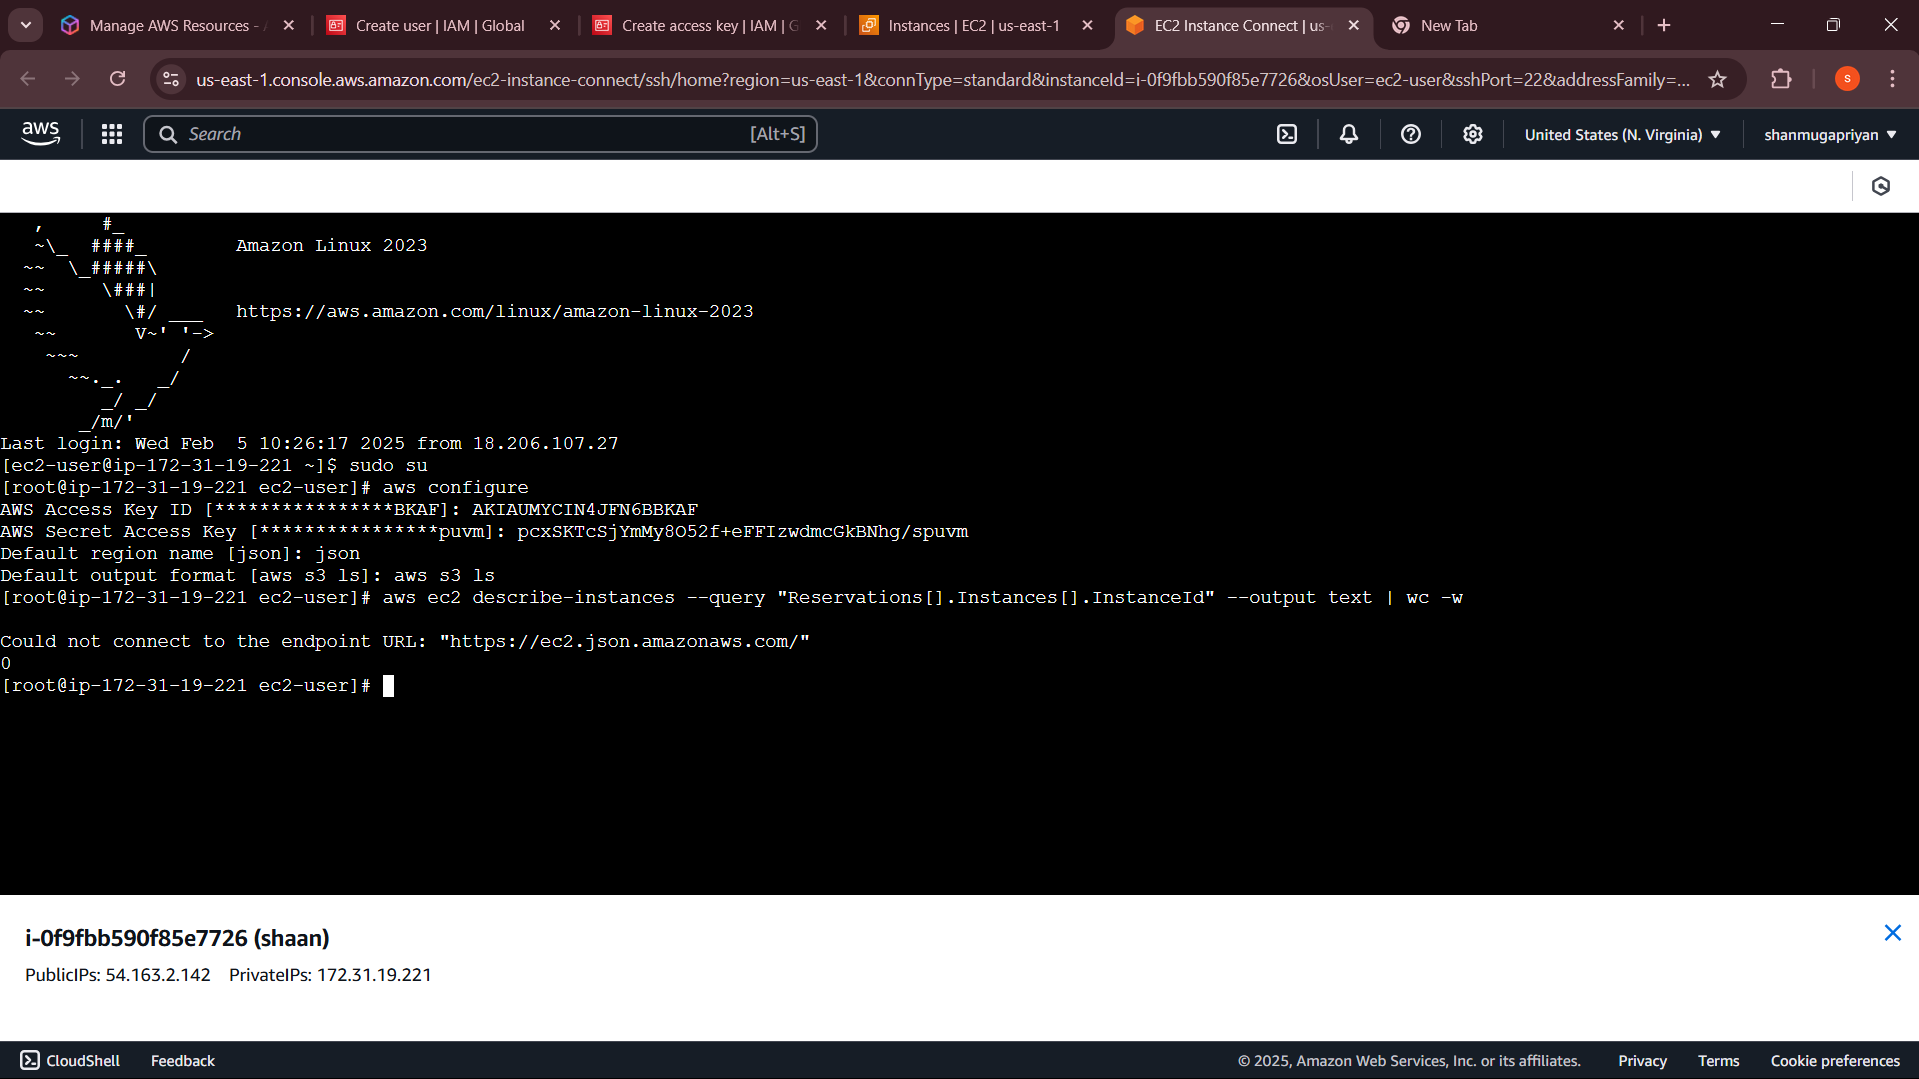 Manage AWS Resources -
Create user | IAM | Global
Create access key | IAM | G
Instances | EC2 | us-east-1
EC2 Instance Connect | us-
New Tab
us-east-1.console.aws.amazon.com/ec2-instance-connect/ssh/home?region=us-east-1&connType=standard&instanceId=i-0f9fbb590f85e7726&osUser=ec2-user&sshPort=22&addressFamily=...
S
aws
Search
[Alt+S]
United States (N. Virginia)
shanmugapriyan
   ,     #_
   ~\_  ####_        Amazon Linux 2023
  ~~  \_#####\
  ~~     \###|
  ~~       \#/ ___   https://aws.amazon.com/linux/amazon-linux-2023
   ~~       V~' '->
    ~~~         /
      ~~._.   _/
         _/ _/
       _/m/'
Last login: Wed Feb  5 10:26:17 2025 from 18.206.107.27
[ec2-user@ip-172-31-19-221 ~]$ sudo su
[root@ip-172-31-19-221 ec2-user]# aws configure
AWS Access Key ID [****************BKAF]: AKIAUMYCIN4JFN6BBKAF
AWS Secret Access Key [****************puvm]: 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
Default region name [json]: json
Default output format [aws s3 ls]: aws s3 ls
[root@ip-172-31-19-221 ec2-user]# aws ec2 describe-instances --query "Reservations[].Instances[].InstanceId" --output text | wc -w
Could not connect to the endpoint URL: "https://ec2.json.amazonaws.com/"
0
[root@ip-172-31-19-221 ec2-user]#
i-0f9fbb590f85e7726 (shaan)
PublicIPs: 54.163.2.142 PrivateIPs: 172.31.19.221
CloudShell
Feedback
© 2025, Amazon Web Services, Inc. or its affiliates.
Privacy
Terms
Cookie preferences